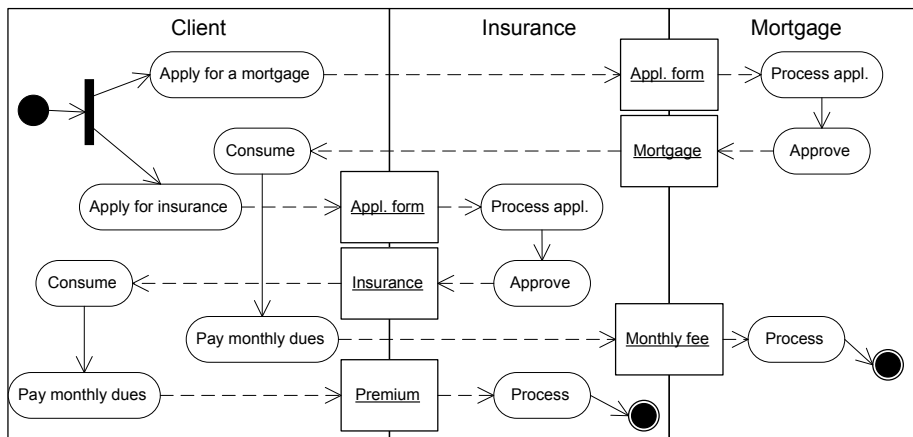 Client
Insurance
Mortgage
Apply for a mortgage
Appl. form
Process appl.
Consume
Mortgage
Approve
Apply for insurance
Appl. form
Process appl.
Consume
Insurance
Approve
Pay monthly dues
Monthly fee
Process
Pay monthly dues
Premium
Process